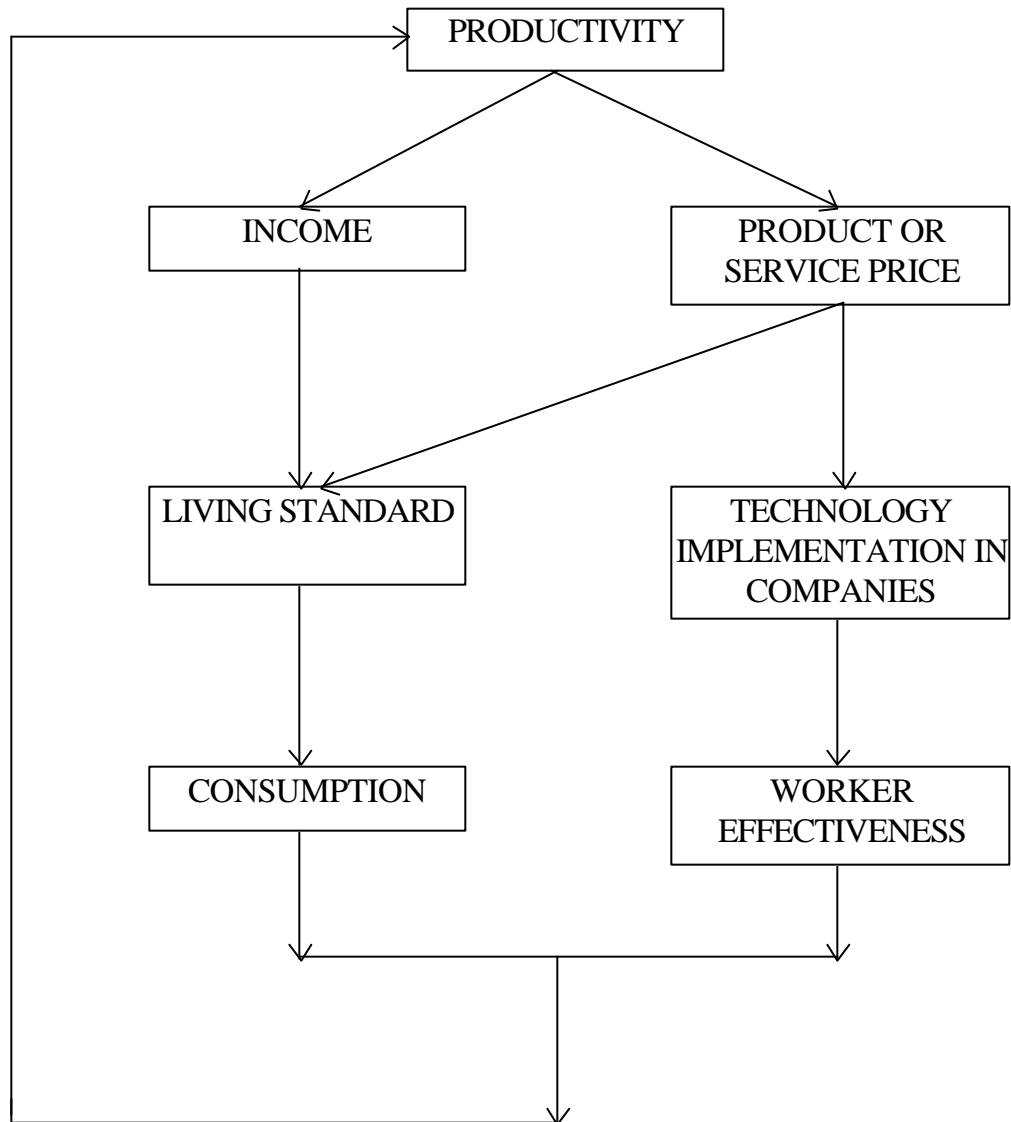 PRODUCTIVITY
INCOME
PRODUCT OR
SERVICE PRICE
LIVING STANDARD
TECHNOLOGY
IMPLEMENTATION IN
COMPANIES
CONSUMPTION
WORKER
EFFECTIVENESS